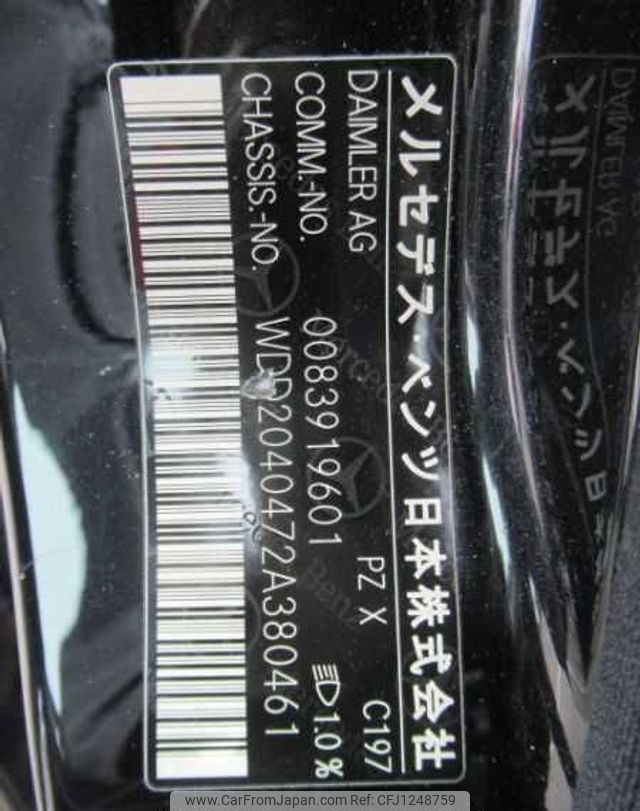 メルセデス・ベンツ日本株式会社
DAIMLER AG PZ X C197
COMM.-NO. 0083919601 1.0%
CHASSIS.-NO. WDD2040472A380461
www.CarFromJapan.com - CFJ1248759